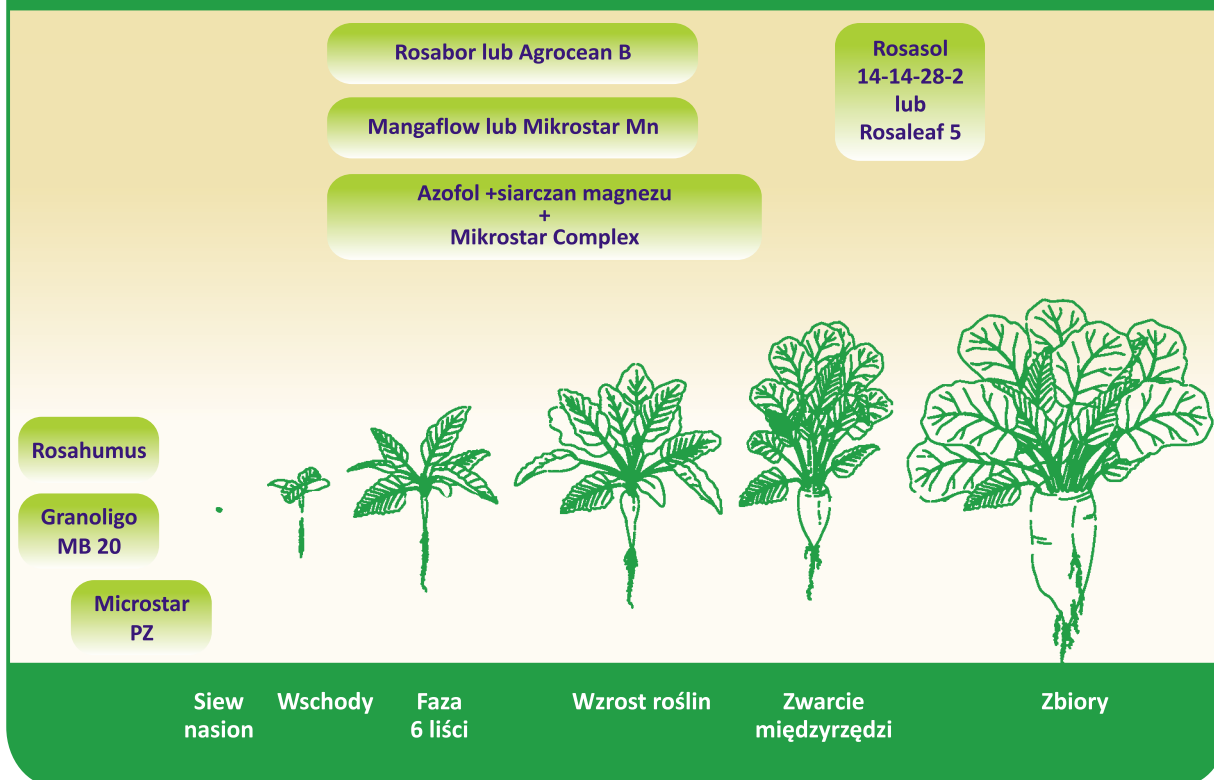 Rosabor lub Agrocean B
Mangaflow lub Mikrostar Mn
Azofol +siarczan magnezu
+
Mikrostar Complex
Rosasol
14-14-28-2
lub
Rosaleaf 5
Rosahumus
Granoligo
MB 20
Microstar
PZ
Siew
nasion
Wschody
Faza
6 liści
Wzrost roślin
Zwarcie
międzyrzędzi
Zbiory